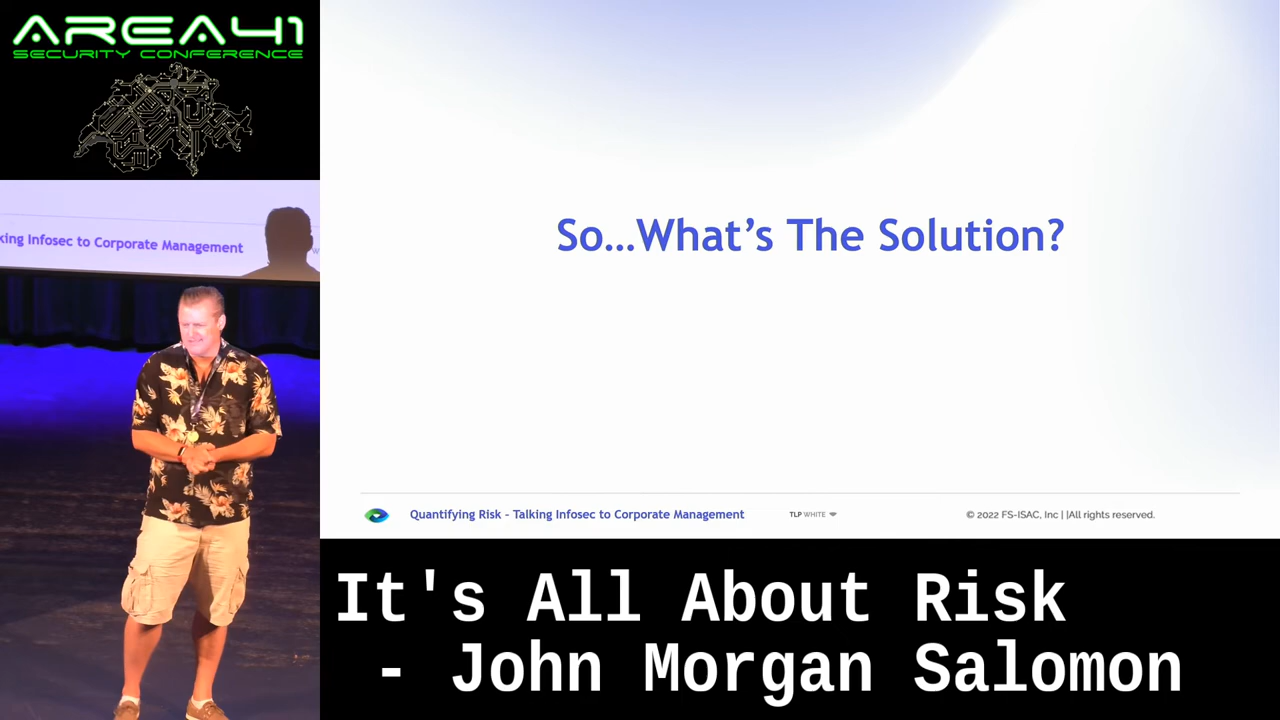 AREA41
SECURITY CONFERENCE
king Infosec to Corporate Management
So...What's The Solution?
Quantifying Risk - Talking Infosec to Corporate Management
TLP WHITE
© 2022 FS-ISAC, Inc | |All rights reserved.
It's All About Risk
- John Morgan Salomon